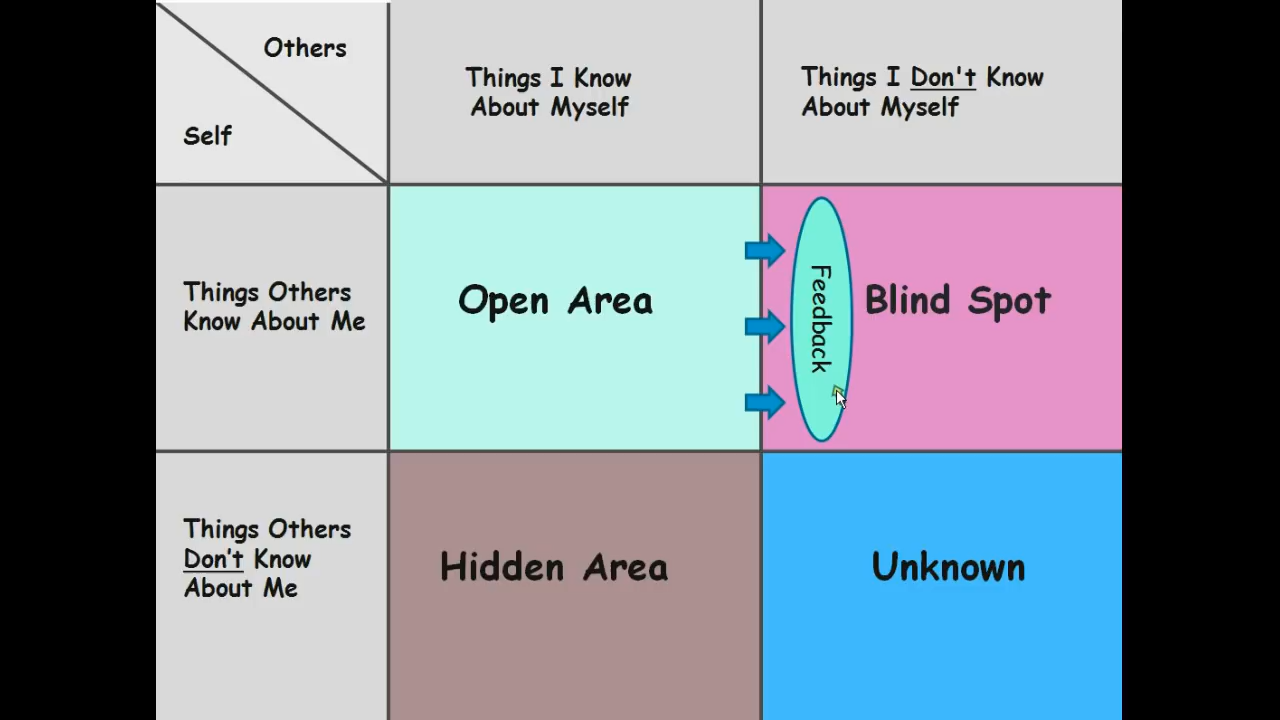 Others
Self
Things I Know
About Myself
Things I Don't Know
About Myself
Things Others
Know About Me
Open Area
Feedback
Blind Spot
Things Others
Don't Know
About Me
Hidden Area
Unknown